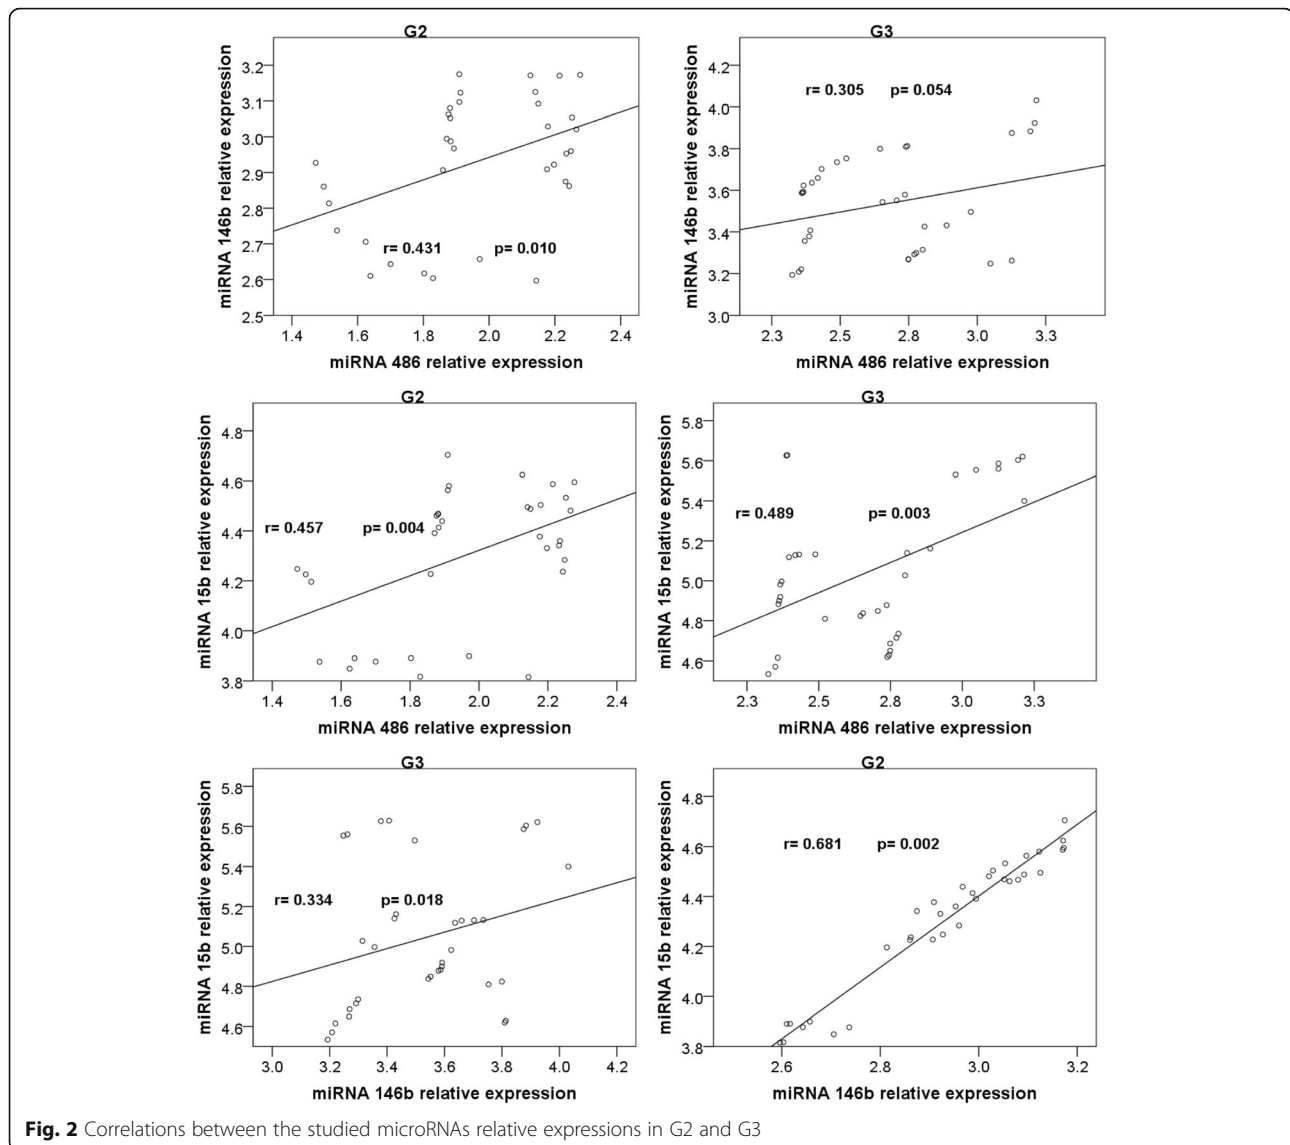 G2
miRNA 146b relative expression
3.2
3.1
3.0
2.9
2.8
2.7
2.6
2.5
r= 0.431 p= 0.010
1.4 1.6 1.8 2.0 2.2 2.4
miRNA 486 relative expression
G3
miRNA 146b relative expression
4.2
4.0
3.8
3.6
3.4
3.2
3.0
r= 0.305 p= 0.054
2.3 2.5 2.8 3.0 3.3
miRNA 486 relative expression
G2
miRNA 15b relative expression
4.8
4.6
4.4
4.2
4.0
3.8
r= 0.457 p= 0.004
1.4 1.6 1.8 2.0 2.2 2.4
miRNA 486 relative expression
G3
miRNA 15b relative expression
5.8
5.6
5.4
5.2
5.0
4.8
4.6
r= 0.489 p= 0.003
2.3 2.5 2.8 3.0 3.3
miRNA 486 relative expression
G3
miRNA 15b relative expression
5.8
5.6
5.4
5.2
5.0
4.8
4.6
r= 0.334 p= 0.018
3.0 3.2 3.4 3.6 3.8 4.0 4.2
miRNA 146b relative expression
G2
miRNA 15b relative expression
4.8
4.6
4.4
4.2
4.0
3.8
r= 0.681 p= 0.002
2.6 2.8 3.0 3.2
miRNA 146b relative expression
Fig. 2 Correlations between the studied microRNAs relative expressions in G2 and G3